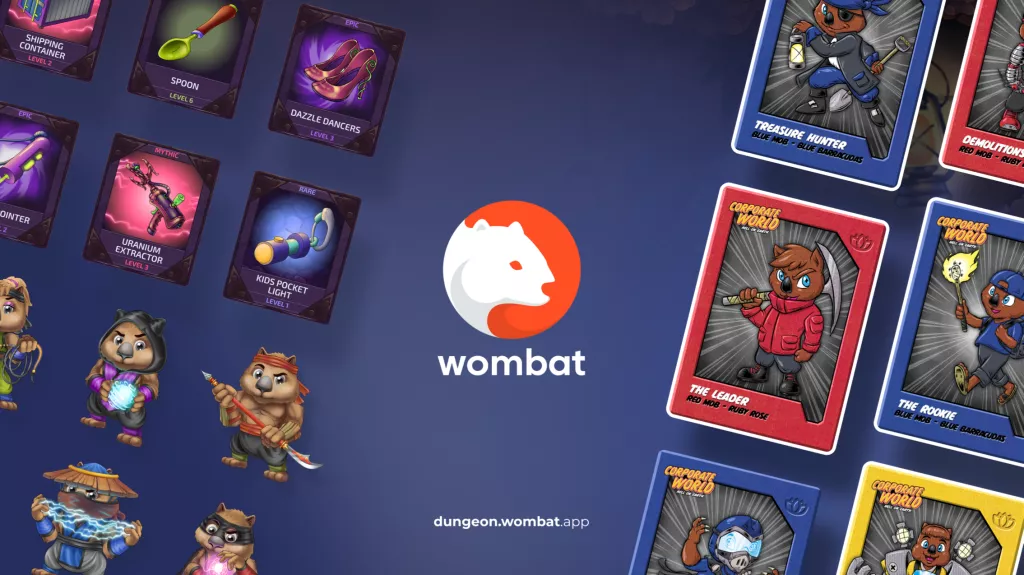 SHIPPING
CONTAINER
LEVEL 2
SPOON
LEVEL 6
EPIC
DAZZLE DANCERS
LEVEL 3
EPIC
OINTER
MYTHIC
URANIUM
EXTRACTOR
LEVEL 3
RARE
KIDS POCKET
LIGHT
LEVEL 1
wombat
dungeon.wombat.app
TREASURE HUNTER
BLUE MOB - BLUE BARRACUDAS
DEMOLITIONS
RED MOB - RUBY
CORPORATE
WORLD
THE LEADER
RED MOB - RUBY ROSE
CORPORATE
WORLD
THE ROOKIE
BLUE MOB - BLUE BARRACUDAS
CORPORATE
WORLD
CORPORATE
WORLD